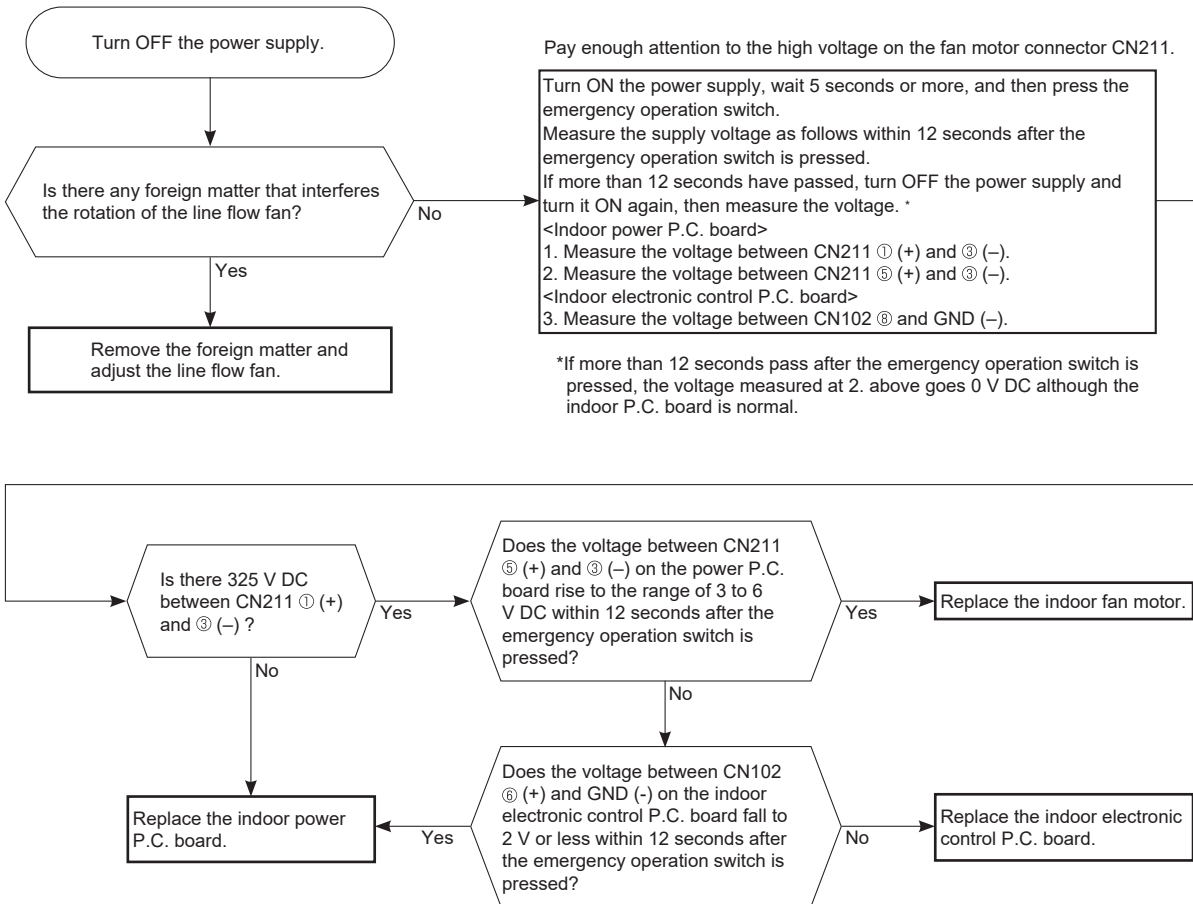 Turn OFF the power supply.
Is there any foreign matter that interferes
the rotation of the line flow fan?
No
Yes
Remove the foreign matter and
adjust the line flow fan.
Pay enough attention to the high voltage on the fan motor connector CN211.
Turn ON the power supply, wait 5 seconds or more, and then press the
emergency operation switch.
Measure the supply voltage as follows within 12 seconds after the
emergency operation switch is pressed.
If more than 12 seconds have passed, turn OFF the power supply and
turn it ON again, then measure the voltage. *
<Indoor power P.C. board>
1. Measure the voltage between CN211 ① (+) and ③ (–).
2. Measure the voltage between CN211 ⑤ (+) and ③ (–).
<Indoor electronic control P.C. board>
3. Measure the voltage between CN102 ⑧ and GND (–).
*If more than 12 seconds pass after the emergency operation switch is
pressed, the voltage measured at 2. above goes 0 V DC although the
indoor P.C. board is normal.
Is there 325 V DC
between CN211 ① (+)
and ③ (–) ?
Yes
No
Does the voltage between CN211
⑤ (+) and ③ (–) on the power P.C.
board rise to the range of 3 to 6
V DC within 12 seconds after the
emergency operation switch is
pressed?
Yes
No
Replace the indoor fan motor.
Replace the indoor power
P.C. board.
Yes
Does the voltage between CN102
⑥ (+) and GND (-) on the indoor
electronic control P.C. board fall to
2 V or less within 12 seconds after
the emergency operation switch is
pressed?
No
Replace the indoor electronic
control P.C. board.